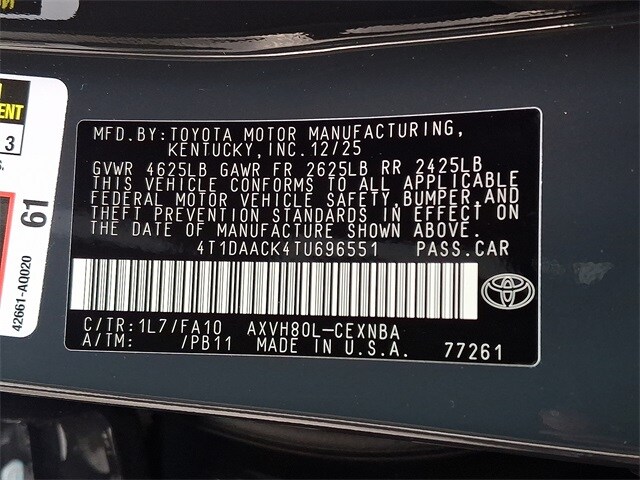 ENT
3
S.
61
42661-A0020
MFD.BY:TOYOTA MOTOR MANUFACTURING,
KENTUCKY,INC.12/25
GVWR 4625LB GAWR FR 2625LB RR 2425LB
THIS VEHICLE CONFORMS TO ALL APPLICABLE
FEDERAL MOTOR VEHICLE SAFETY,BUMPER,AND
THEFT PREVENTION STANDARDS IN EFFECT ON
THE DATE OF MANUFACTURE SHOWN ABOVE.
4T1DAACK4TU696551 PASS.CAR
C/TR:1L7/FA10 AXVH80L-CEXNBA
A/TM: /PB11 MADE IN U.S.A. 77261